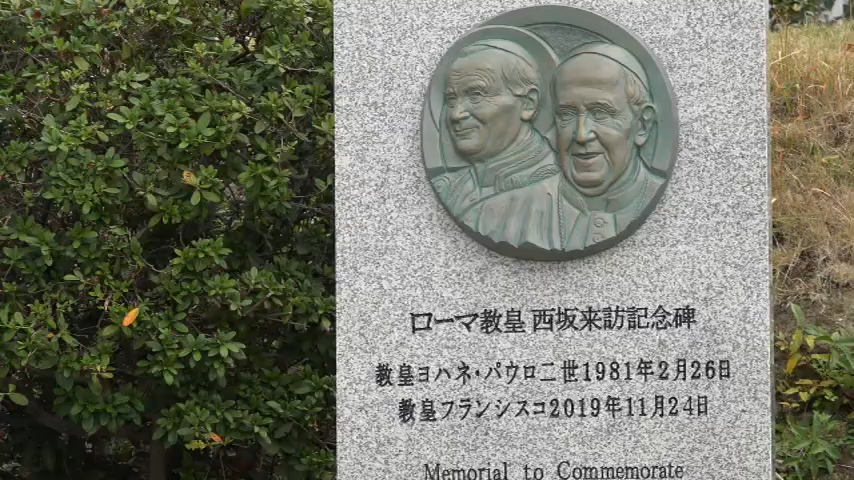 ローマ教皇 西坂来訪記念碑
教皇ヨハネ・パウロ二世1981年2月26日
教皇フランシスコ2019年11月24日
Memorial to Commemorate